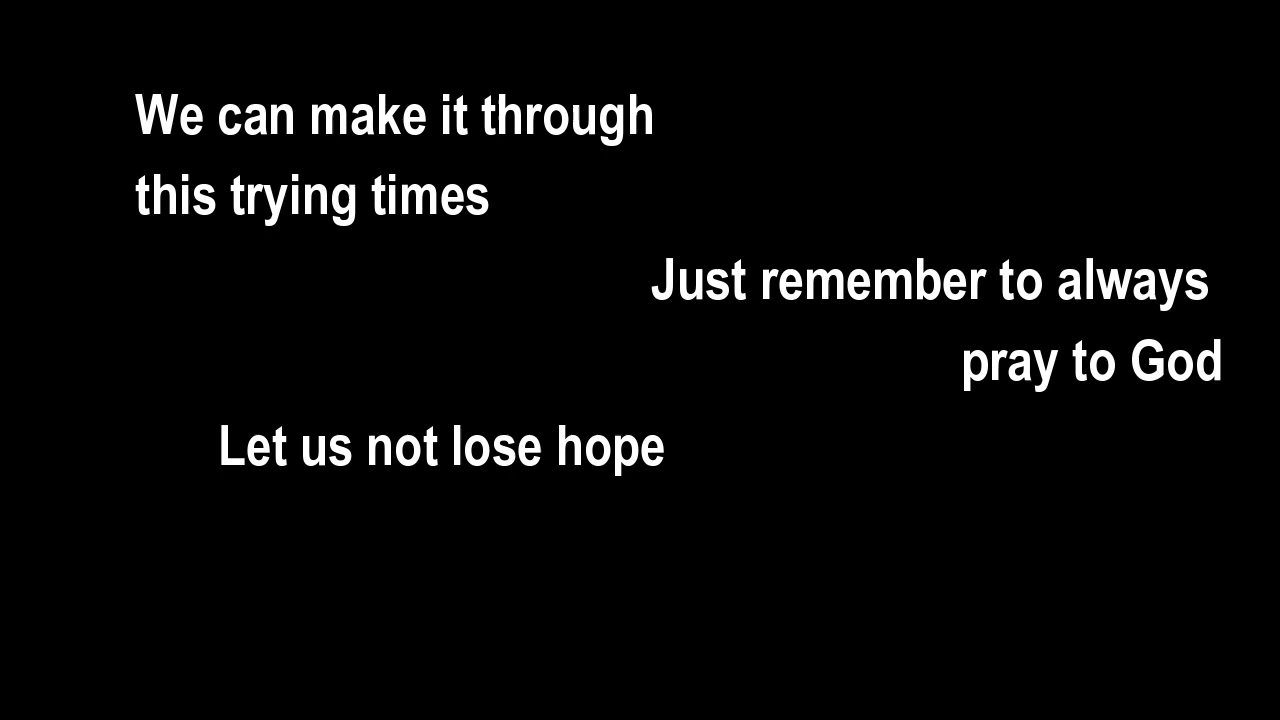 We can make it through
this trying times
Just remember to always
pray to God
Let us not lose hope